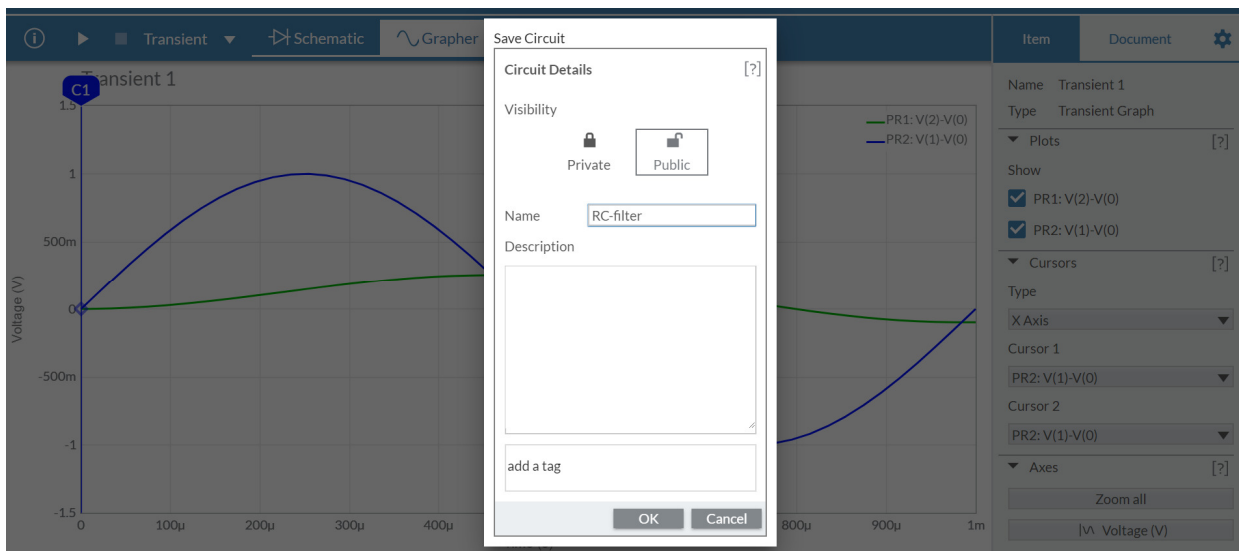 Transient
Schematic
Grapher
Save Circuit
Item
Document
Circuit Details
[?]
Visibility
Private
Public
Name
RC-filter
Description
add a tag
OK
Cancel
Transient 1
C1
PR1: V(2)-V(0)
PR2: V(1)-V(0)
Voltage (V)
1.5
1
500m
0
-500m
-1
-1.5
0
100µ
200µ
300µ
400µ
800µ
900µ
1m
Name Transient 1
Type Transient Graph
Plots [?]
Show
PR1: V(2)-V(0)
PR2: V(1)-V(0)
Cursors [?]
Type
X Axis
Cursor 1
PR2: V(1)-V(0)
Cursor 2
PR2: V(1)-V(0)
Axes [?]
Zoom all
Voltage (V)